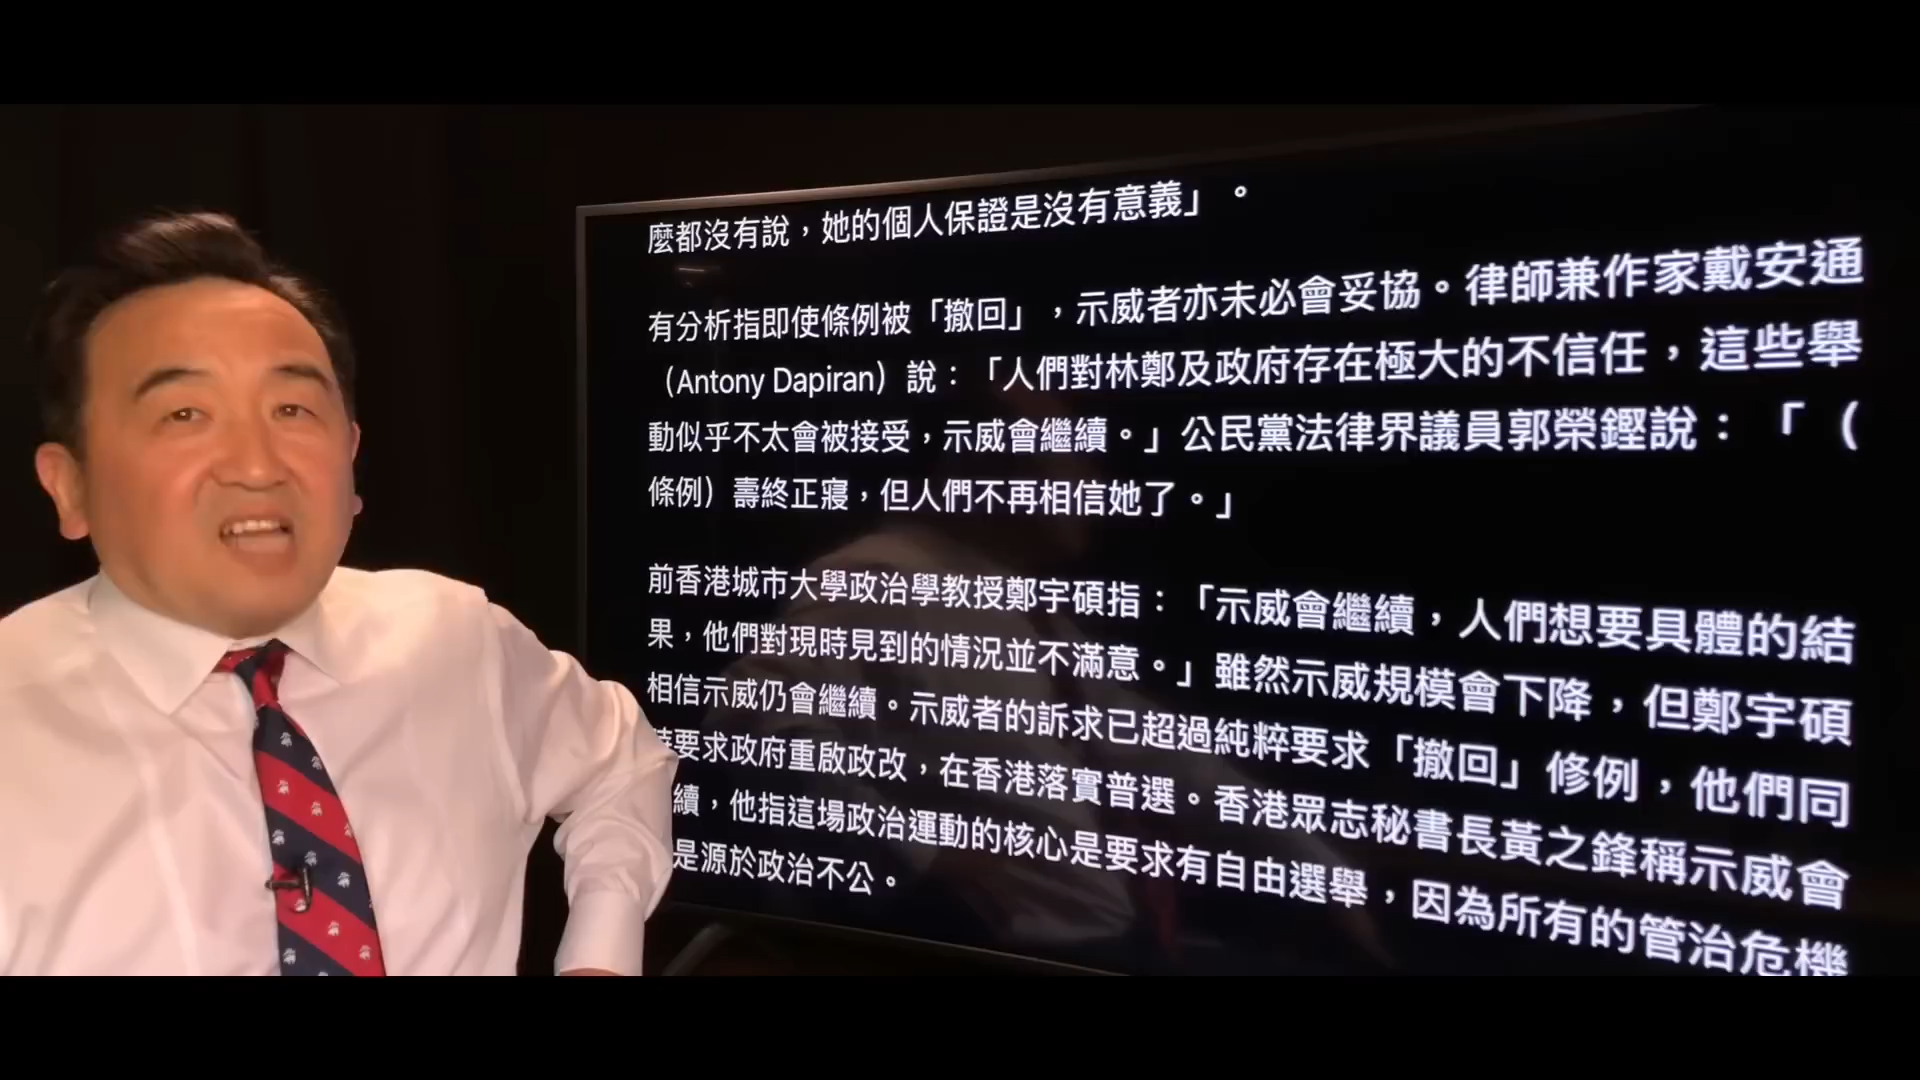 麼都沒有說，她的個人保證是沒有意義」。
有分析指即使條例被「撤回」，示威者亦未必會妥協。律師兼作家戴安通
（Antony Dapiran）說：「人們對林鄭及政府存在極大的不信任，這些舉
動似乎不太會被接受，示威會繼續。」公民黨法律界議員郭榮鏗說：「（
條例）壽終正寢，但人們不再相信她了。」
前香港城市大學政治學教授鄭宇碩指：「示威會繼續，人們想要具體的結
果，他們對現時見到的情況並不滿意。」雖然示威規模會下降，但鄭宇碩
相信示威仍會繼續。示威者的訴求已超過純粹要求「撤回」修例，他們同
要求政府重啟政改，在香港落實普選。香港眾志秘書長黃之鋒稱示威會
續，他指這場政治運動的核心是要求有自由選舉，因為所有的管治危機
是源於政治不公。